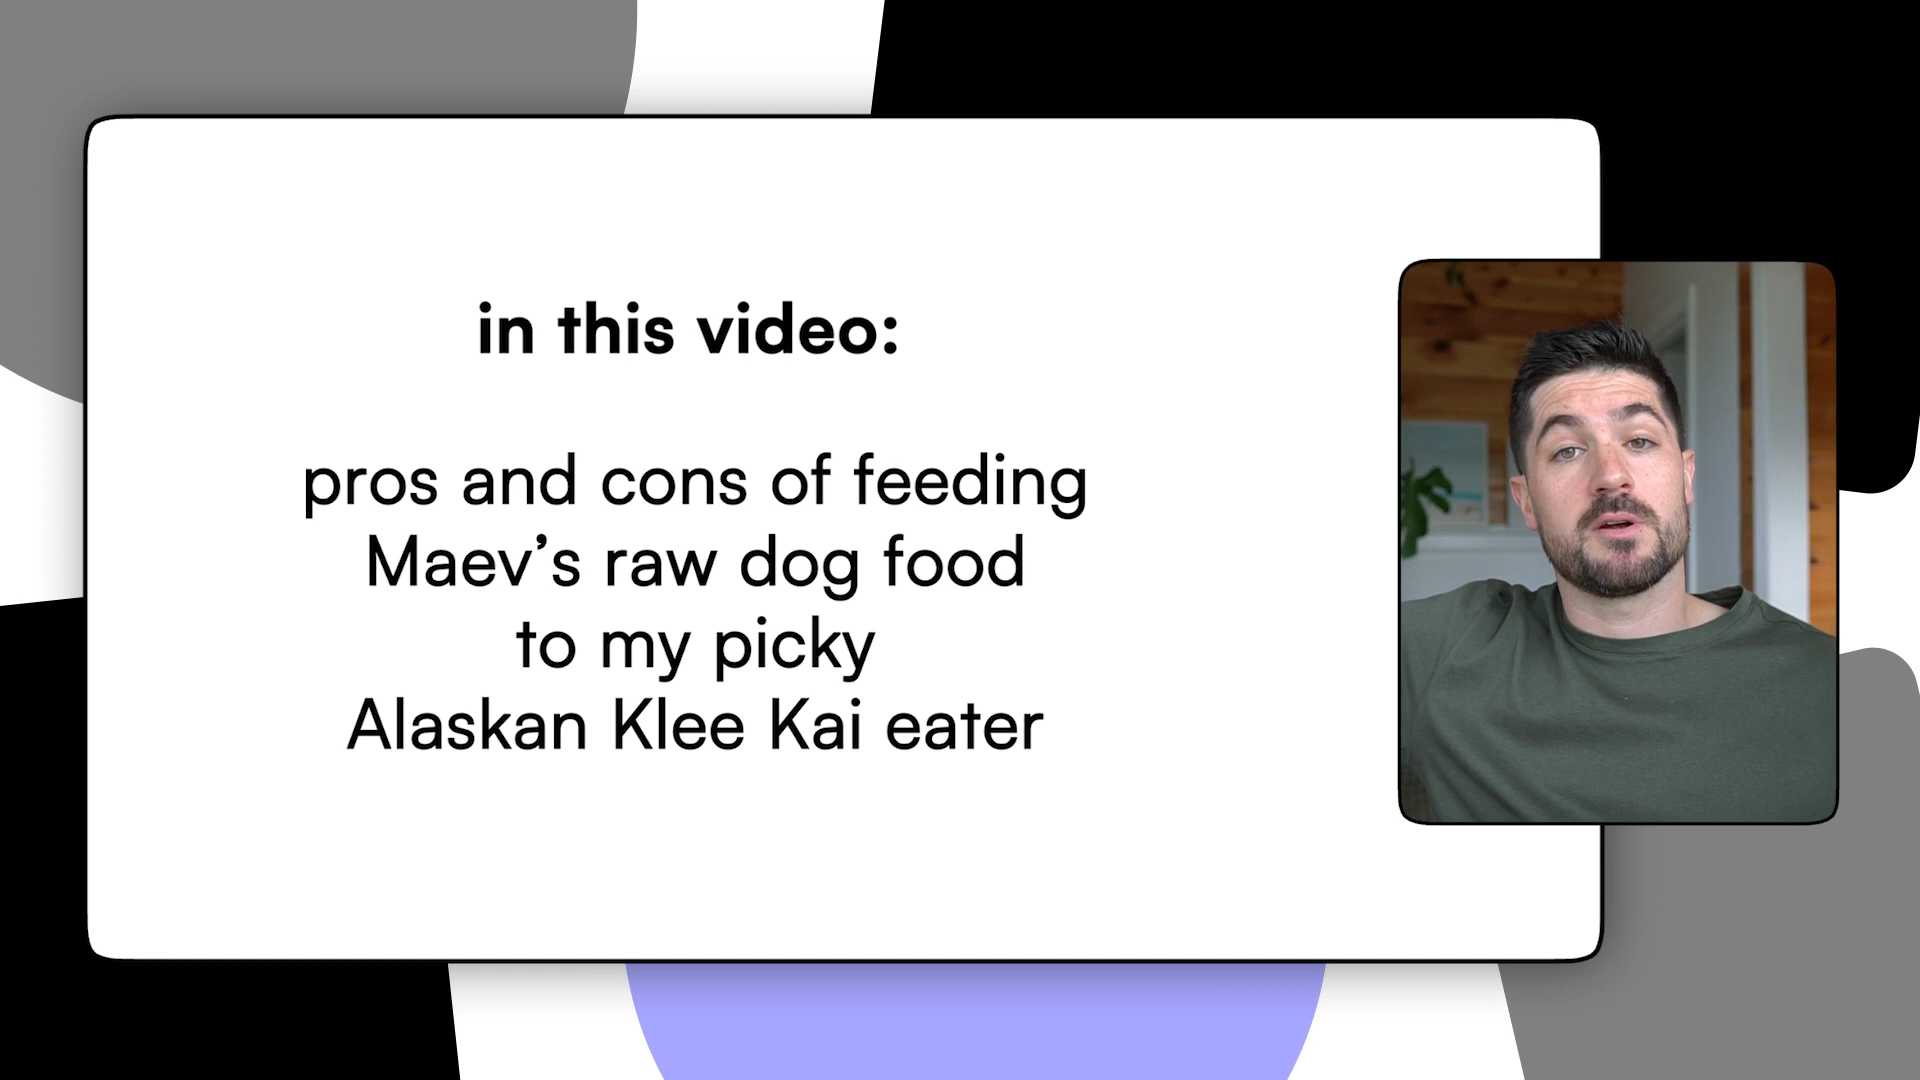 in this video:
pros and cons of feeding
Maev’s raw dog food
to my picky
Alaskan Klee Kai eater